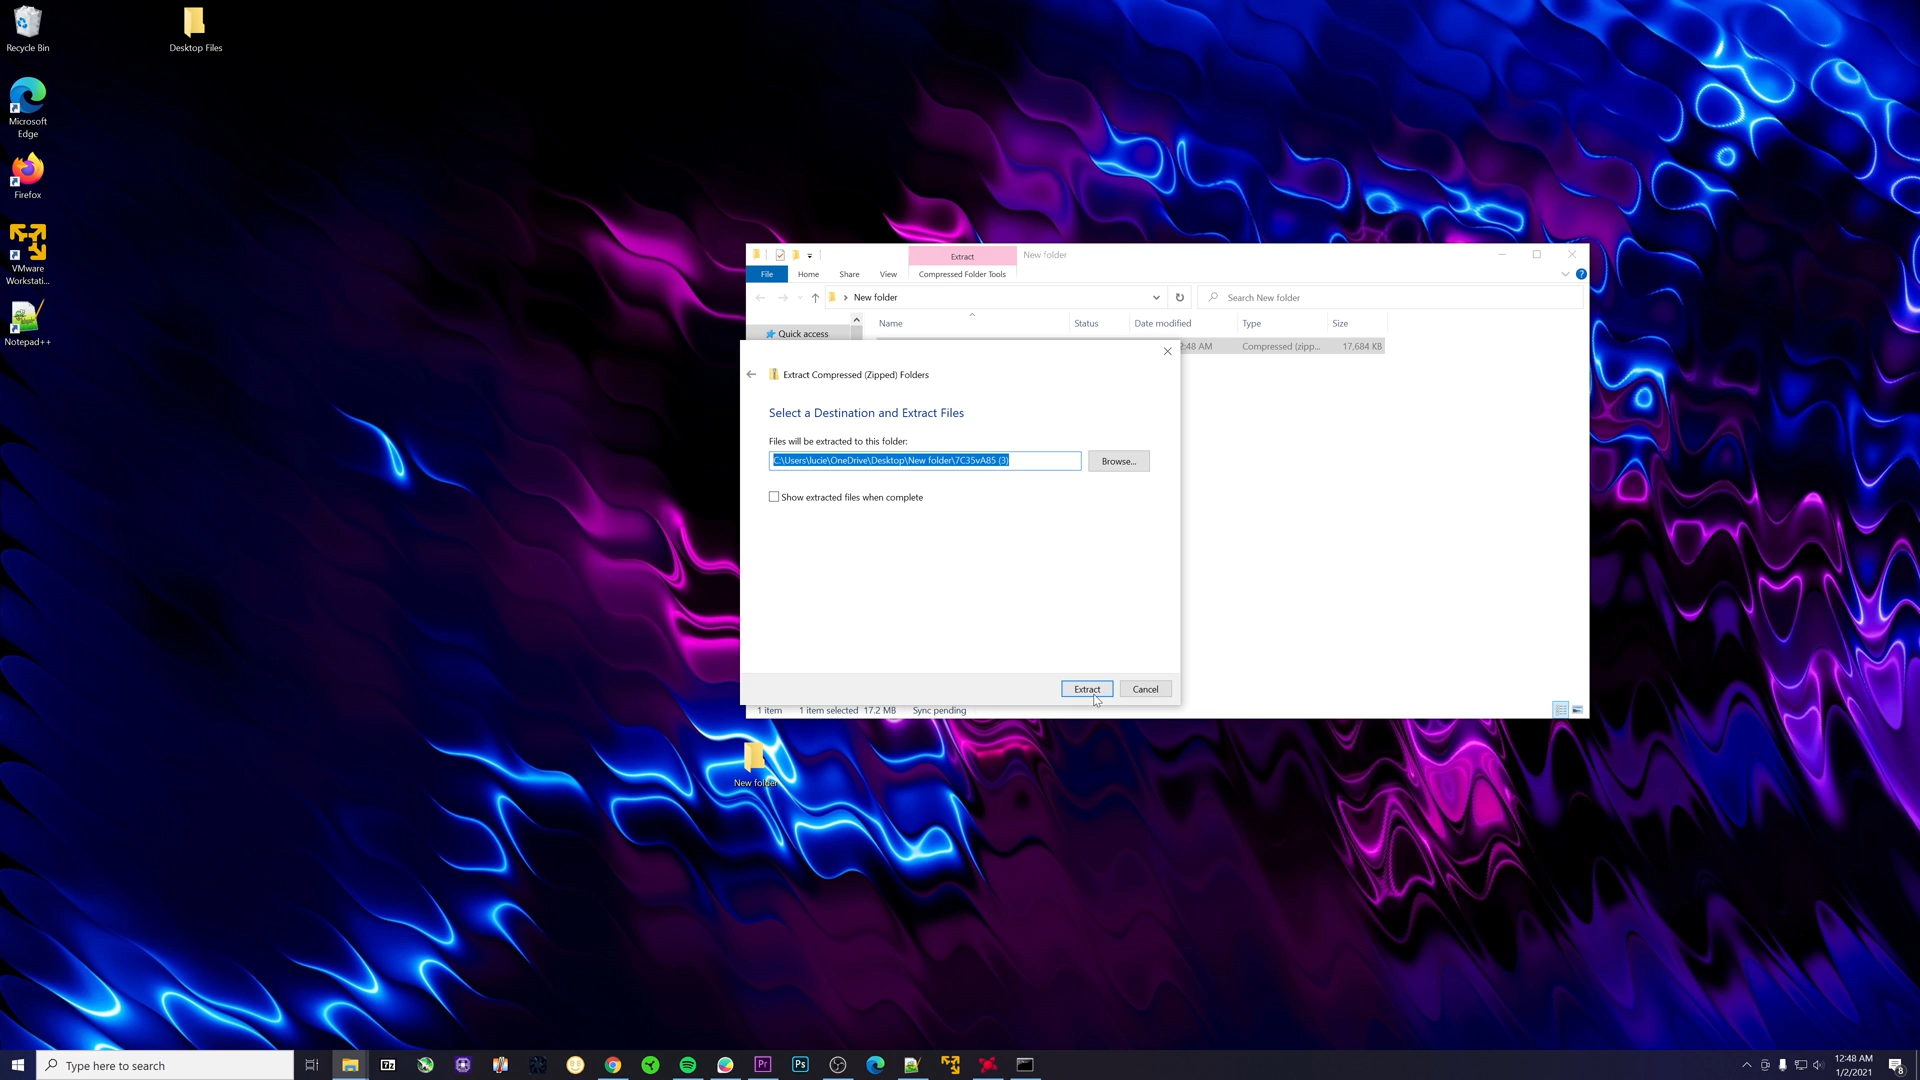 Recycle Bin
Desktop Files
Microsoft
Edge
Firefox
VMware
Workstati...
Notepad++
Extract
New folder
File
Home
Share
View
Compressed Folder Tools
New folder
Search New folder
Name
Status
Date modified
Type
Size
Quick access
2:48 AM
Compressed (zipp...
17,684 KB
Extract Compressed (Zipped) Folders
Select a Destination and Extract Files
Files will be extracted to this folder:
C:\Users\lucie\OneDrive\Desktop\New folder\7C35vA85 (3)
Browse...
Show extracted files when complete
Extract
Cancel
1 item
1 item selected
17.2 MB
Sync pending
New folder
Type here to search
7z
Pr
Ps
12:48 AM
1/2/2021
8